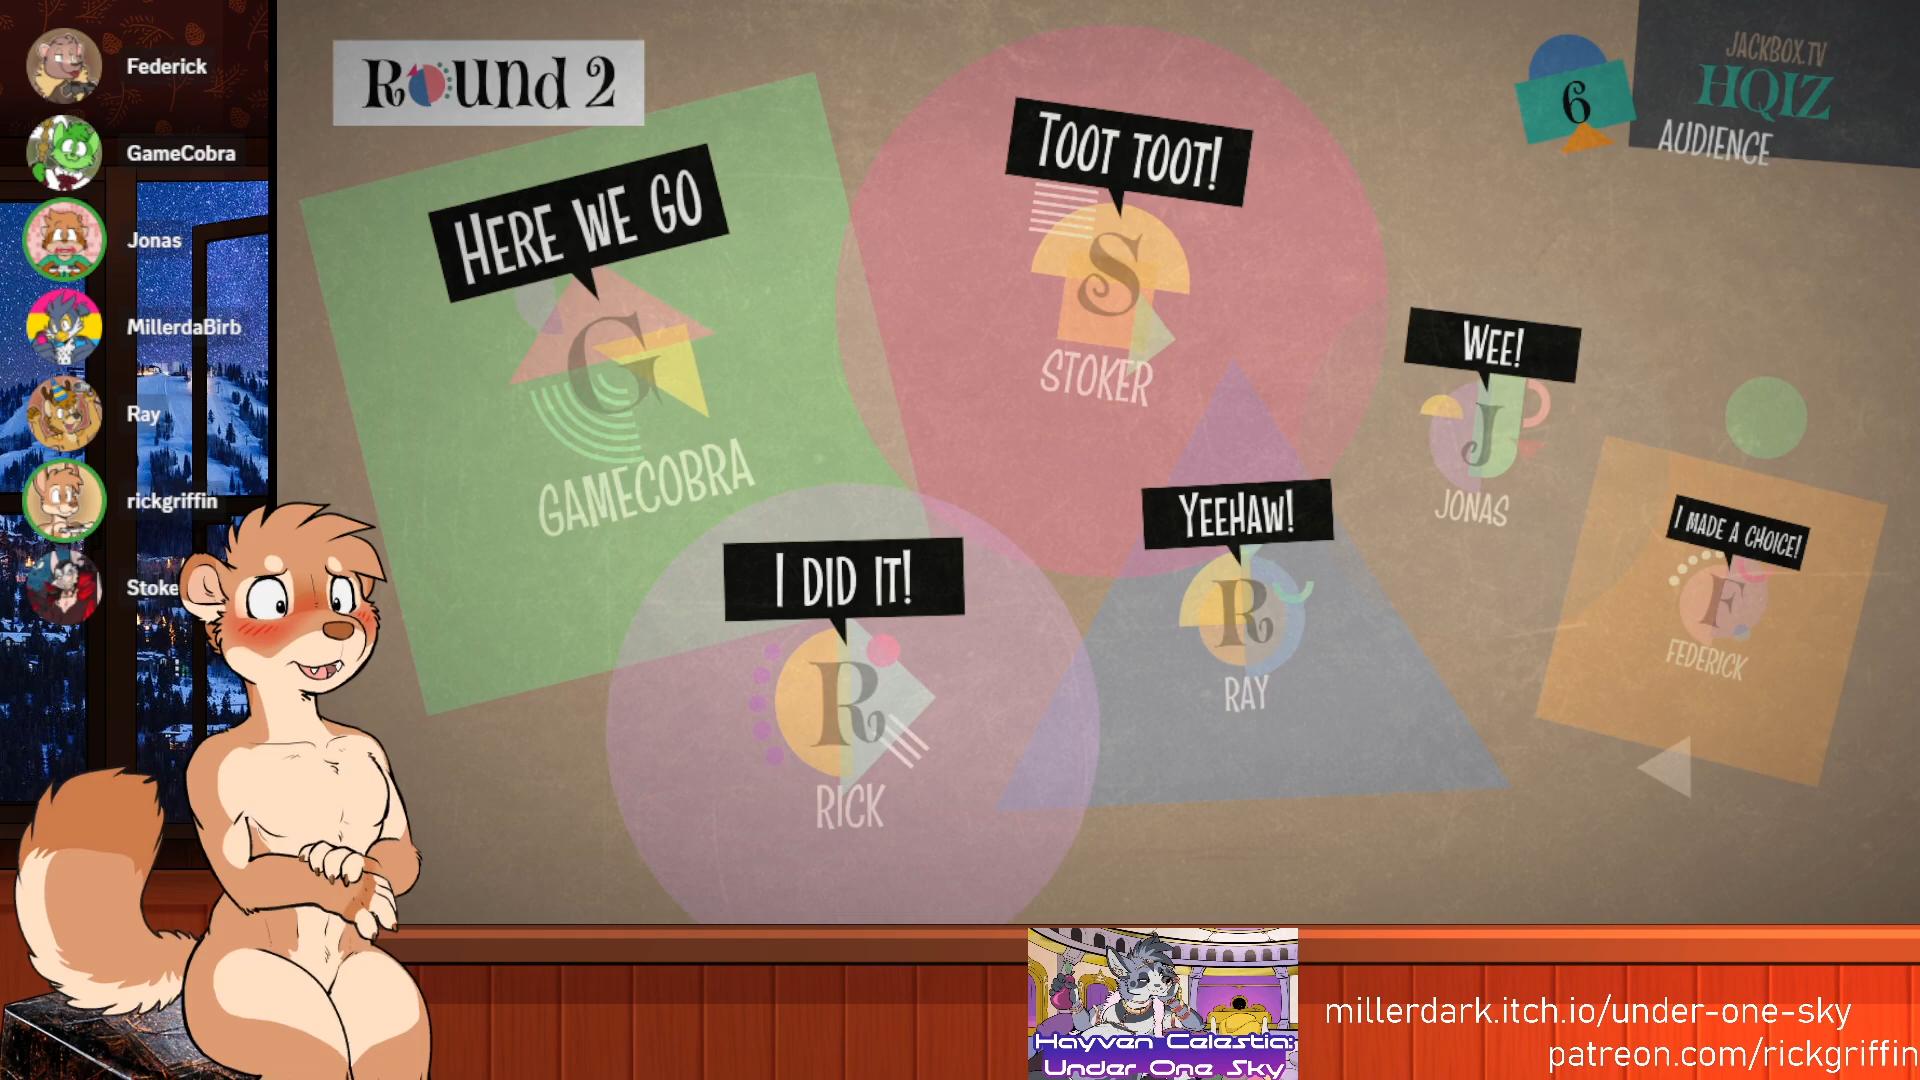 Federick
GameCobra
Jonas
MillerdaBirb
Ray
rickgriffin
Stoke
Round 2
6
JACKBOX.TV
HQIZ
AUDIENCE
HERE WE GO
G
GAMECOBRA
TOOT TOOT!
S
STOKER
WEE!
J
JONAS
I DID IT!
R
RICK
YEEHAW!
R
RAY
I MADE A CHOICE!
F
FEDERICK
Hayven Celestia:
Under One Sky
millerdark.itch.io/under-one-sky
patreon.com/rickgriffin